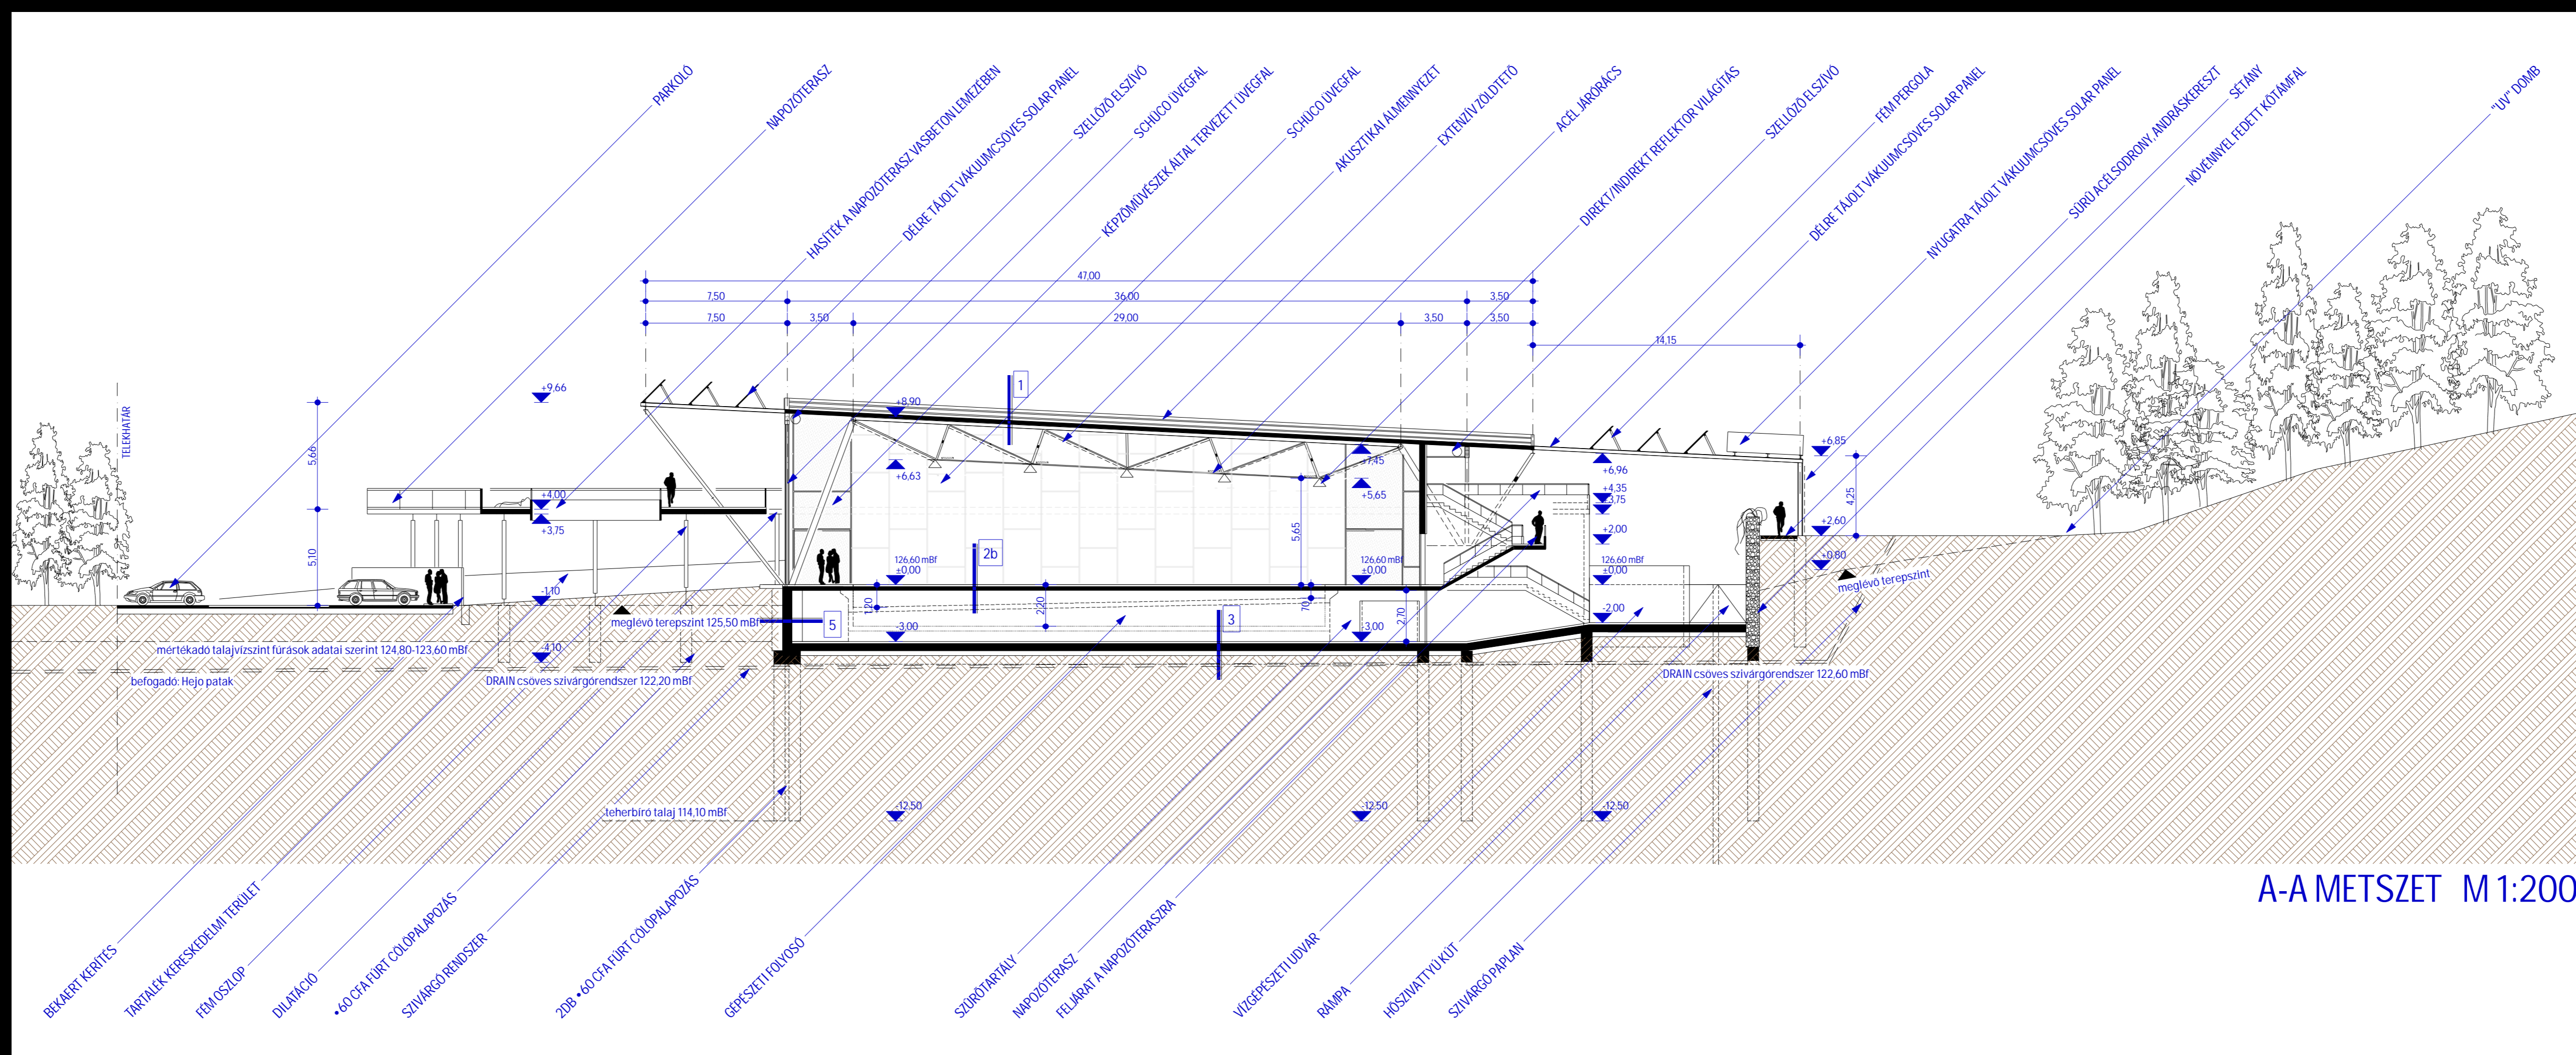 PARKOLÓ
NAPOZÓTERASZ
HASÍTÉK A NAPOZÓTERASZ VASBETON LEMEZÉBEN
DÉLRE TÁJOLT VÁKUUMCSÖVES SOLAR PANEL
SZELLŐZŐ ELSZÍVÓ
SCHÜCO ÜVEGFAL
KÉPZŐMŰVÉSZEK ÁLTAL TERVEZETT ÜVEGFAL
SCHÜCO ÜVEGFAL
AKUSZTIKAI ÁLMENNYEZET
EXTENZÍV ZÖLDTETŐ
ACÉL JÁRÓRÁCS
DIREKT/INDIREKT REFLEKTOR VILÁGÍTÁS
SZELLŐZŐ ELSZÍVÓ
FÉM PERGOLA
DÉLRE TÁJOLT VÁKUUMCSÖVES SOLAR PANEL
NYUGATRA TÁJOLT VÁKUUMCSÖVES SOLAR PANEL
SŰRŰ ACÉLSODRONY, ANDRÁSKERESZT
SÉTÁNY
NÖVÉNNYEL FEDETT KŐTÁMFAL
"UV" DOMB
47,00
7,50 36,00 3,50
7,50 3,50 29,00 3,50 3,50
14,15
TELEKHATÁR
+9,66
+8,90
1
5,66
+4,00
+3,75
5,10
-1,10
+6,63
+7,45
+5,65
5,65
+6,96
+4,35
+3,75
+2,00
+6,85
4,25
+2,60
+0,80
meglévő terepszint
2b
126,60 mBf
±0,00
126,60 mBf
±0,00
126,60 mBf
±0,00
1,20
2,20
70
2,70
-2,00
meglévő terepszint 125,50 mBf
5
-3,00
3
-3,00
mértékadó talajvízszint fúrások adatai szerint 124,80-123,60 mBf
-4,10
befogadó: Hejo patak
DRAIN csöves szivárgórendszer 122,20 mBf
DRAIN csöves szivárgórendszer 122,60 mBf
teherbíró talaj 114,10 mBf
-12,50
-12,50
-12,50
A-A METSZET M 1:200
BEKAERT KERÍTÉS
TARTALÉK KERESKEDELMI TERÜLET
FÉM OSZLOP
DILATÁCIÓ
•60 CFA FÚRT CÖLÖPALAPOZÁS
SZIVÁRGÓ RENDSZER
2DB •60 CFA FÚRT CÖLÖPALAPOZÁS
GÉPÉSZETI FOLYOSÓ
SZŰRŐTARTÁLY
NAPOZÓTERASZ
FELJÁRAT A NAPOZÓTERASZRA
VÍZGÉPÉSZETI UDVAR
RÁMPA
HŐSZIVATTYÚ KÚT
SZIVÁRGÓ PAPLAN